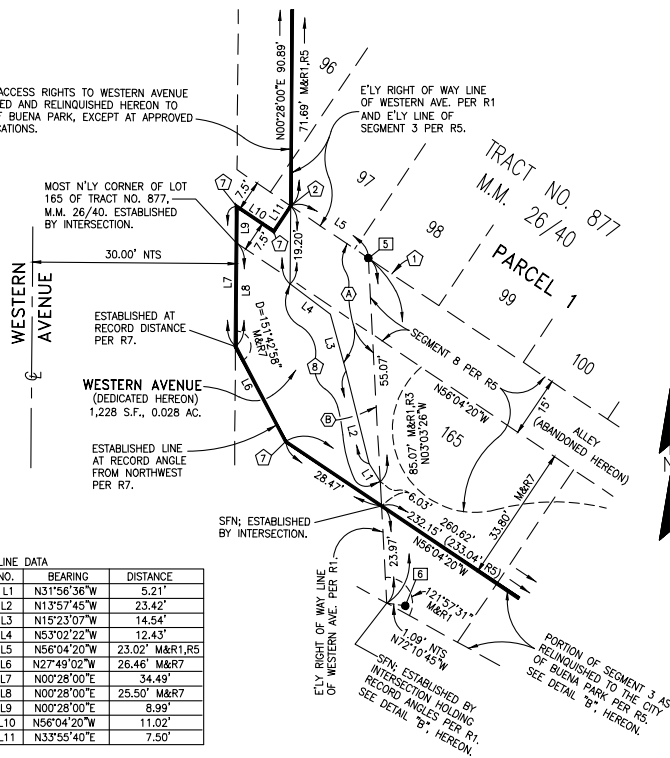 ACCESS RIGHTS TO WESTERN AVENUE
ED AND RELINQUISHED HEREON TO
F BUENA PARK, EXCEPT AT APPROVED
CATIONS.
N00°28'00"E 90.89'
71.69' M&R1,R5
96
E'LY RIGHT OF WAY LINE
OF WESTERN AVE. PER R1
AND E'LY LINE OF
SEGMENT 3 PER R5.
97
98
TRACT NO. 877
M.M. 26/40
PARCEL 1
99
100
MOST N'LY CORNER OF LOT
165 OF TRACT NO. 877,
M.M. 26/40. ESTABLISHED
BY INTERSECTION.
7
7.5'
L10
L11
2
L9
7.5'
7
19.20'
L5
5
1
30.00' NTS
WESTERN
AVENUE
L7
L8
L4
A
L3
SEGMENT 8 PER R5
ESTABLISHED AT
RECORD DISTANCE
PER R7.
D=151°42'58"
M&R7
8
55.07'
N56°04'20"W
15'
ALLEY
(ABANDONED HEREON)
WESTERN AVENUE
(DEDICATED HEREON)
1,228 S.F., 0.028 AC.
L6
B
L2
85.07' M&R1,R3
N03°03'26"W
165
ESTABLISHED LINE
AT RECORD ANGLE
FROM NORTHWEST
PER R7.
7
28.47'
L1
33.80' M&R7
N
SFN; ESTABLISHED
BY INTERSECTION.
6.03'
260.62'
232.15' (233.04' R5)
N56°04'20"W
23.97'
6
121°57'31"
M&R1
E'LY RIGHT OF WAY LINE
OF WESTERN AVE. PER R1.
1.09' NTS
N72°10'45"W
SFN; ESTABLISHED BY
INTERSECTION HOLDING
RECORD ANGLES PER R1.
SEE DETAIL "B", HEREON.
PORTION OF SEGMENT 3 AS
RELINQUISHED TO THE CITY
OF BUENA PARK PER R5.
SEE DETAIL "B", HEREON.
LINE DATA
NO. BEARING DISTANCE
L1 N31°56'36"W 5.21'
L2 N13°57'45"W 23.42'
L3 N15°23'07"W 14.54'
L4 N53°02'22"W 12.43'
L5 N56°04'20"W 23.02' M&R1,R5
L6 N27°49'02"W 26.46' M&R7
L7 N00°28'00"E 34.49'
L8 N00°28'00"E 25.50' M&R7
L9 N00°28'00"E 8.99'
L10 N56°04'20"W 11.02'
L11 N33°55'40"E 7.50'